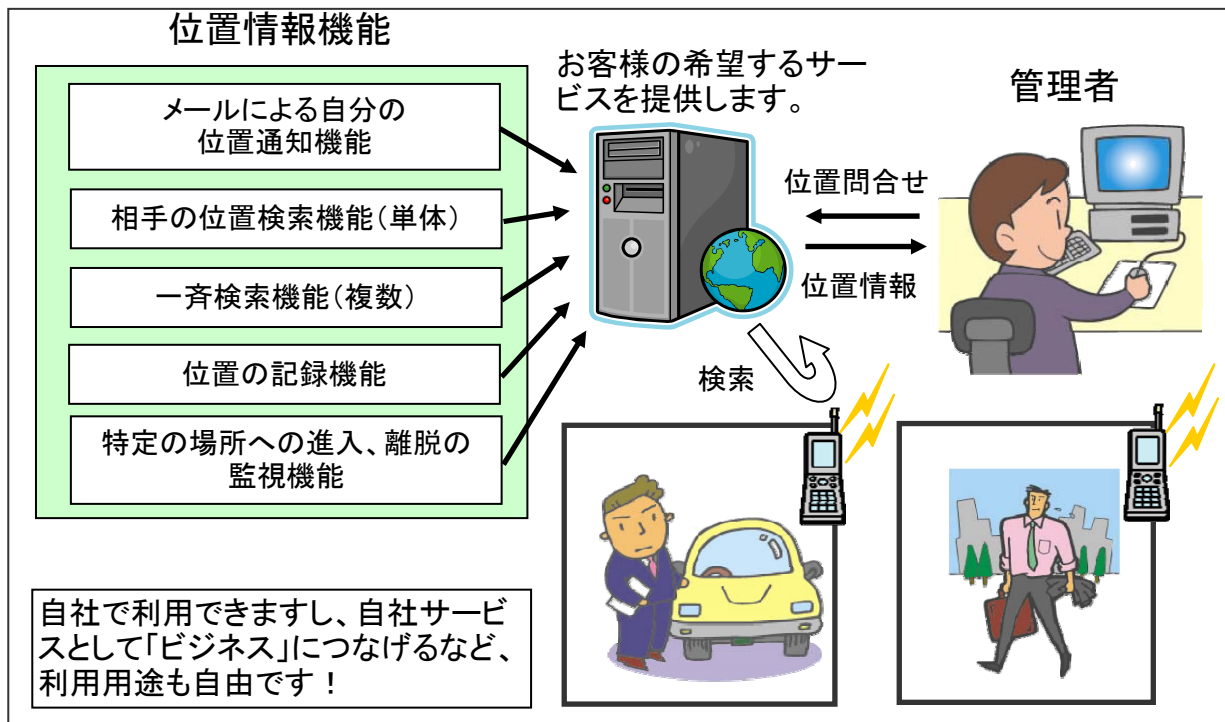 位置情報機能
メールによる自分の
位置通知機能
相手の位置検索機能（単体）
一斉検索機能（複数）
位置の記録機能
特定の場所への進入、離脱の
監視機能
お客様の希望するサー
ビスを提供します。
管理者
位置問合せ
位置情報
検索
自社で利用できますし、自社サービ
スとして「ビジネス」につなげるなど、
利用用途も自由です！